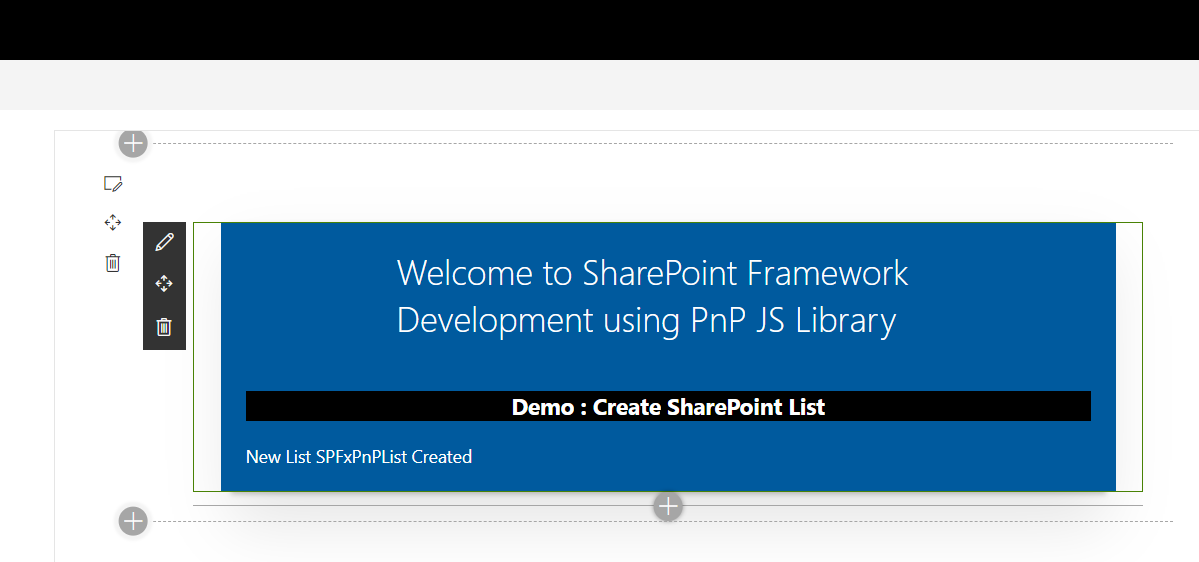 Welcome to SharePoint Framework
Development using PnP JS Library
Demo : Create SharePoint List
New List SPFxPnPList Created